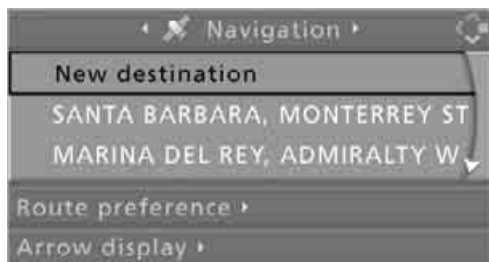 Navigation
New destination
SANTA BARBARA, MONTERREY ST
MARINA DEL REY, ADMIRALTY W
Route preference
Arrow display